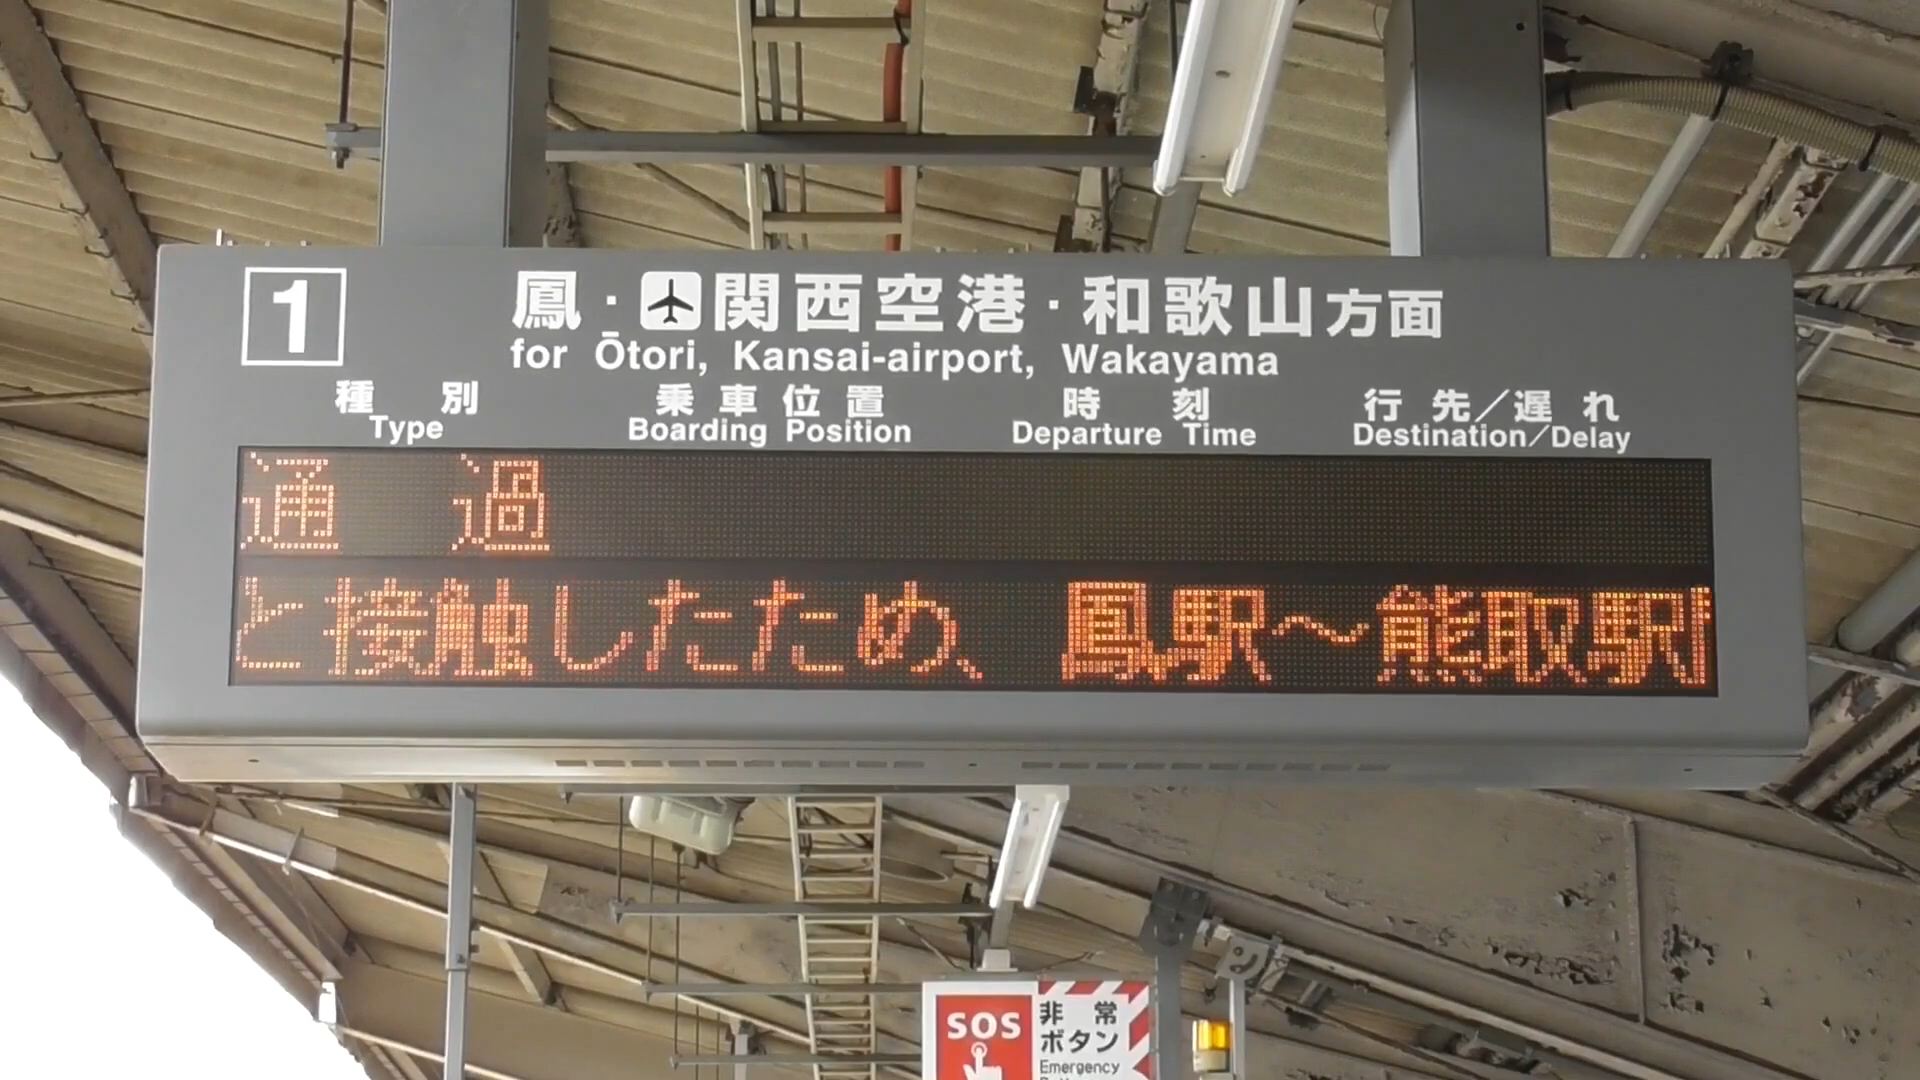 1
鳳・関西空港・和歌山方面
for Ōtori, Kansai-airport, Wakayama
種別 乗車位置 時刻 行先／遅れ
Type Boarding Position Departure Time Destination/Delay
通過
と接触したため、鳳駅～熊取駅
SOS
非常
ボタン
Emergency